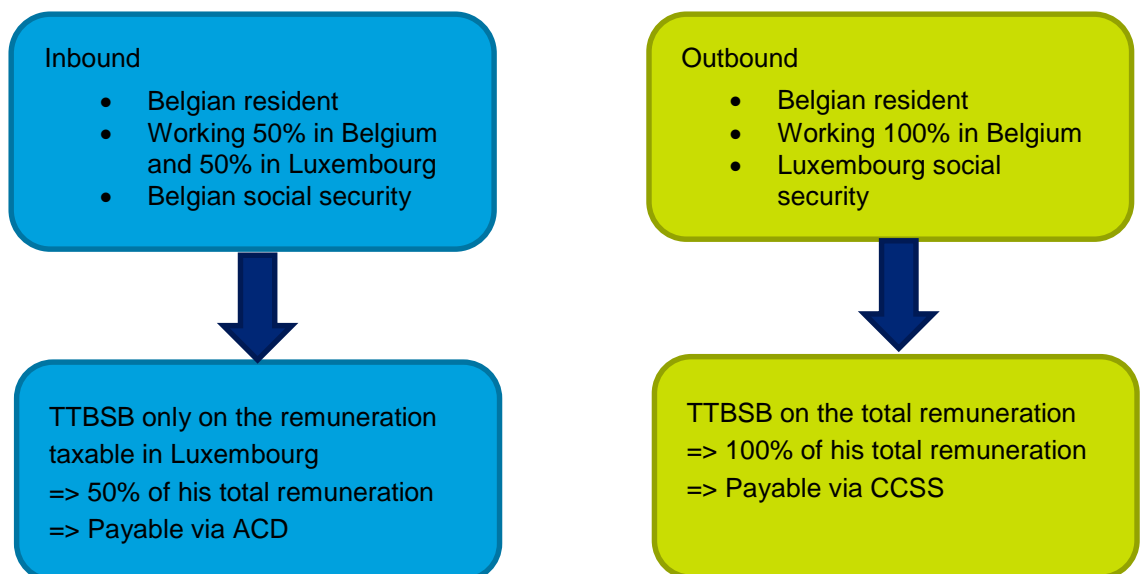 Inbound
• Belgian resident
• Working 50% in Belgium
and 50% in Luxembourg
• Belgian social security
TTBSB only on the remuneration
taxable in Luxembourg
=> 50% of his total remuneration
=> Payable via ACD
Outbound
• Belgian resident
• Working 100% in Belgium
• Luxembourg social
security
TTBSB on the total remuneration
=> 100% of his total remuneration
=> Payable via CCSS